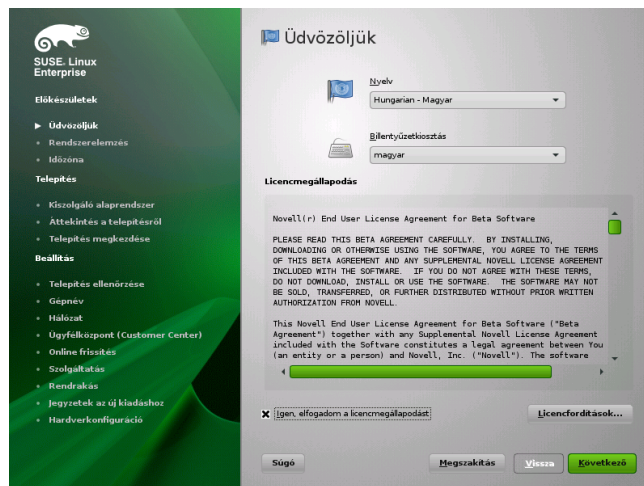 SUSE. Linux
Enterprise
Előkészületek
Üdvözöljük
Rendszerelemzés
Időzóna
Telepítés
Kiszolgáló alaprendszer
Áttekintés a telepítésről
Telepítés megkezdése
Beállítás
Telepítés ellenőrzése
Gépnév
Hálózat
Ügyfélközpont (Customer Center)
Online frissítés
Szolgáltatás
Rendrakás
Jegyzetek az új kiadáshoz
Hardverkonfiguráció
Üdvözöljük
Nyelv
Hungarian - Magyar
Billentyűzetkiosztás
magyar
Licencmegállapodás
Novell(r) End User License Agreement for Beta Software
PLEASE READ THIS BETA AGREEMENT CAREFULLY. BY INSTALLING,
DOWNLOADING OR OTHERWISE USING THE SOFTWARE, YOU AGREE TO THE TERMS
OF THIS BETA AGREEMENT AND ANY SUPPLEMENTAL NOVELL LICENSE AGREEMENT
INCLUDED WITH THE SOFTWARE. IF YOU DO NOT AGREE WITH THESE TERMS,
DO NOT DOWNLOAD, INSTALL OR USE THE SOFTWARE. THE SOFTWARE MAY NOT
BE SOLD, TRANSFERRED, OR FURTHER DISTRIBUTED WITHOUT PRIOR WRITTEN
AUTHORIZATION FROM NOVELL.
This Novell End User License Agreement for Beta Software ("Beta
Agreement") together with any Supplemental Novell License Agreement
included with the Software constitutes a legal agreement between You
(an entity or a person) and Novell, Inc. ("Novell"). The software
Igen, elfogadom a licencmegállapodást
Licencfordítások...
Súgó
Megszakítás
Vissza
Következő